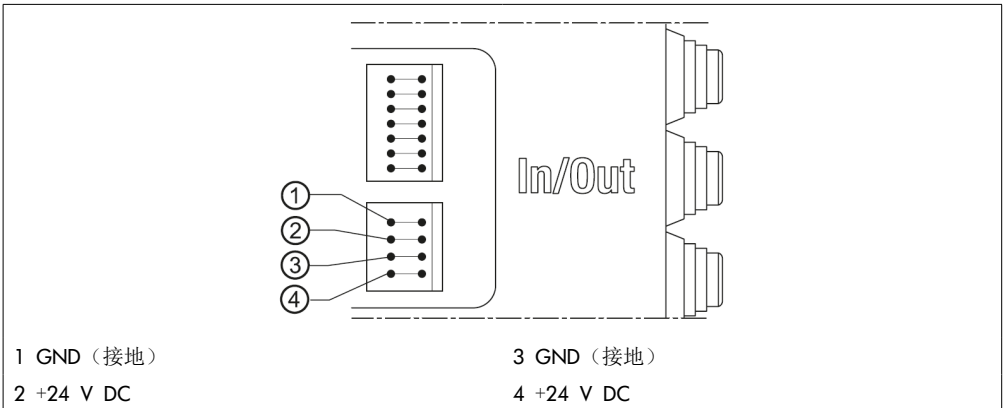 In/Out
①
②
③
④
1 GND（接地）
2 +24 V DC
3 GND（接地）
4 +24 V DC